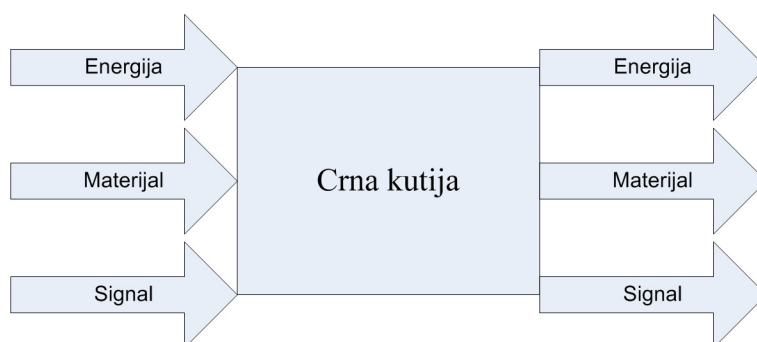 Energija
Materijal
Signal
Crna kutija
Energija
Materijal
Signal